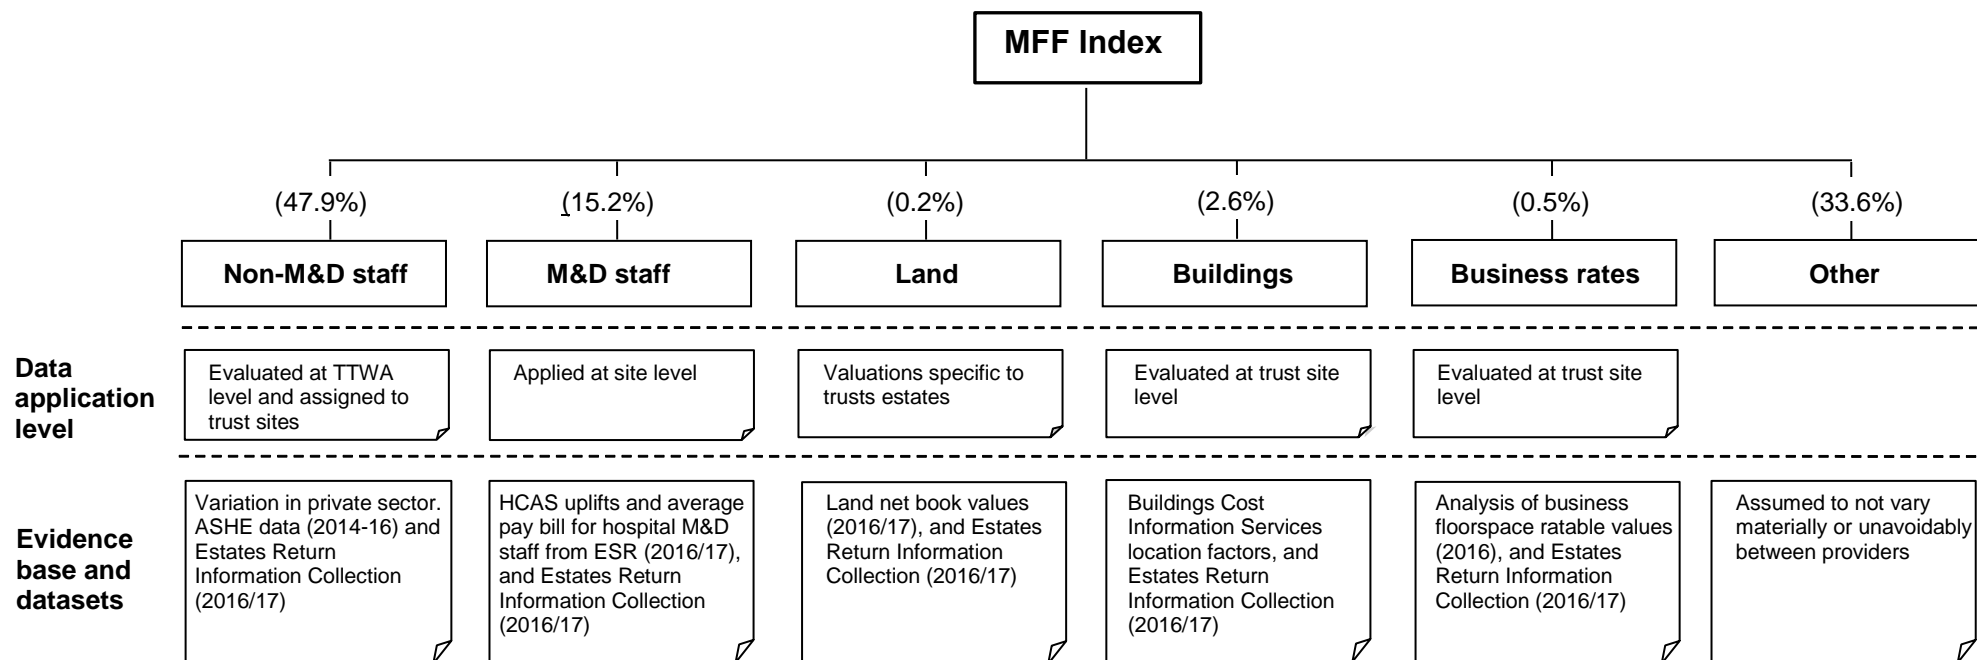 MFF Index
(47.9%)
(15.2%)
(0.2%)
(2.6%)
(0.5%)
(33.6%)
Non-M&D staff
M&D staff
Land
Buildings
Business rates
Other
Data
application
level
Evaluated at TTWA
level and assigned to
trust sites
Applied at site level
Valuations specific to
trusts estates
Evaluated at trust site
level
Evaluated at trust site
level
Evidence
base and
datasets
Variation in private sector.
ASHE data (2014-16) and
Estates Return
Information Collection
(2016/17)
HCAS uplifts and average
pay bill for hospital M&D
staff from ESR (2016/17),
and Estates Return
Information Collection
(2016/17)
Land net book values
(2016/17), and Estates
Return Information
Collection (2016/17)
Buildings Cost
Information Services
location factors, and
Estates Return
Information Collection
(2016/17)
Analysis of business
floorspace ratable values
(2016), and Estates
Return Information
Collection (2016/17)
Assumed to not vary
materially or unavoidably
between providers